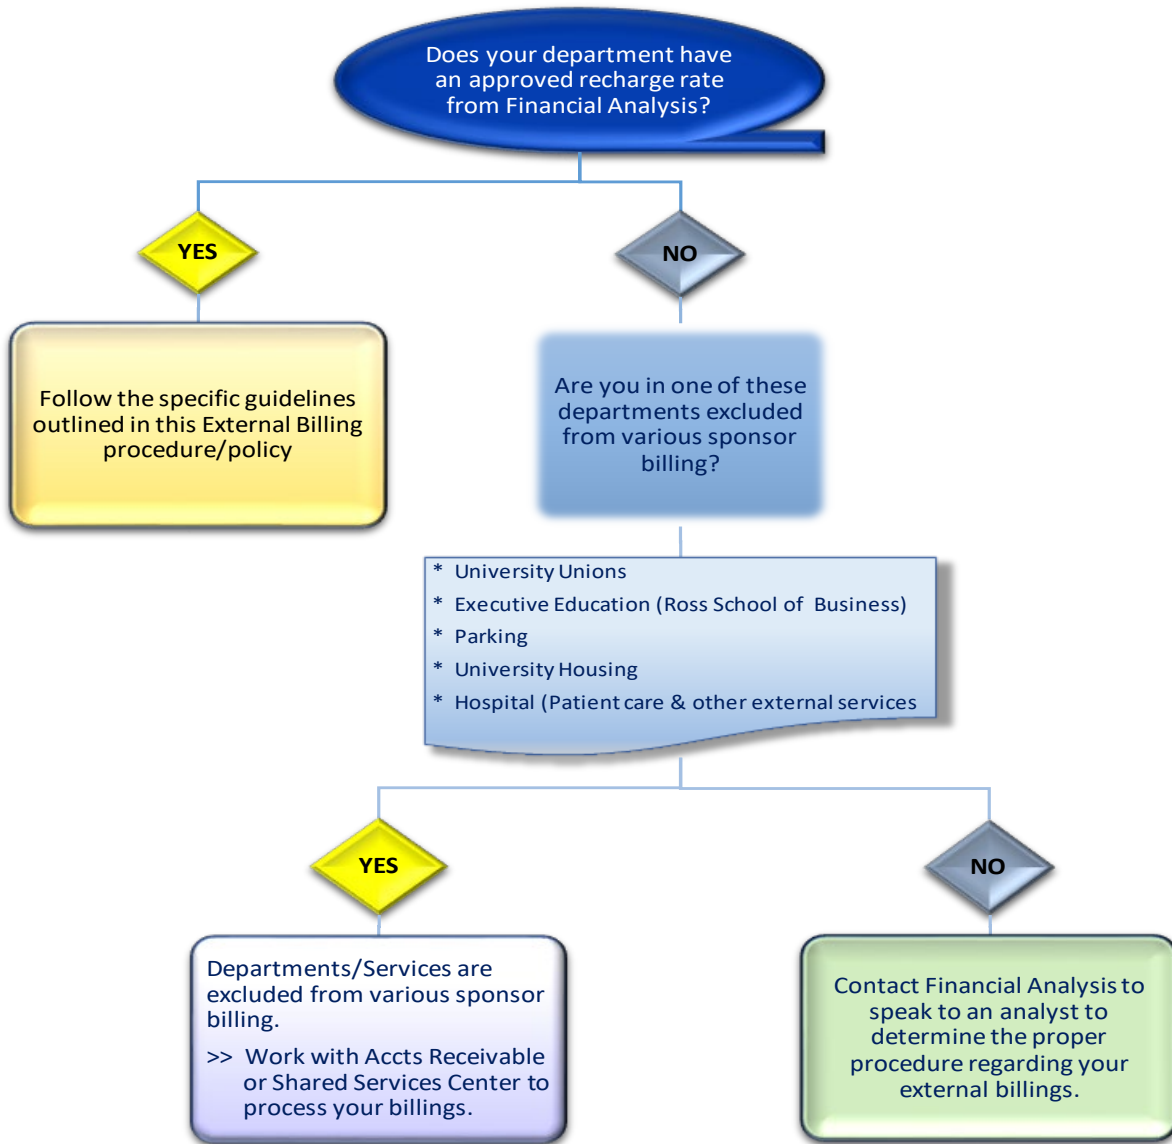 Does your department have
an approved recharge rate
from Financial Analysis?
YES
NO
Follow the specific guidelines
outlined in this External Billing
procedure/policy
Are you in one of these
departments excluded
from various sponsor
billing?
* University Unions
* Executive Education (Ross School of Business)
* Parking
* University Housing
* Hospital (Patient care & other external services
YES
NO
Departments/Services are
excluded from various sponsor
billing.
>> Work with Accts Receivable
or Shared Services Center to
process your billings.
Contact Financial Analysis to
speak to an analyst to
determine the proper
procedure regarding your
external billings.